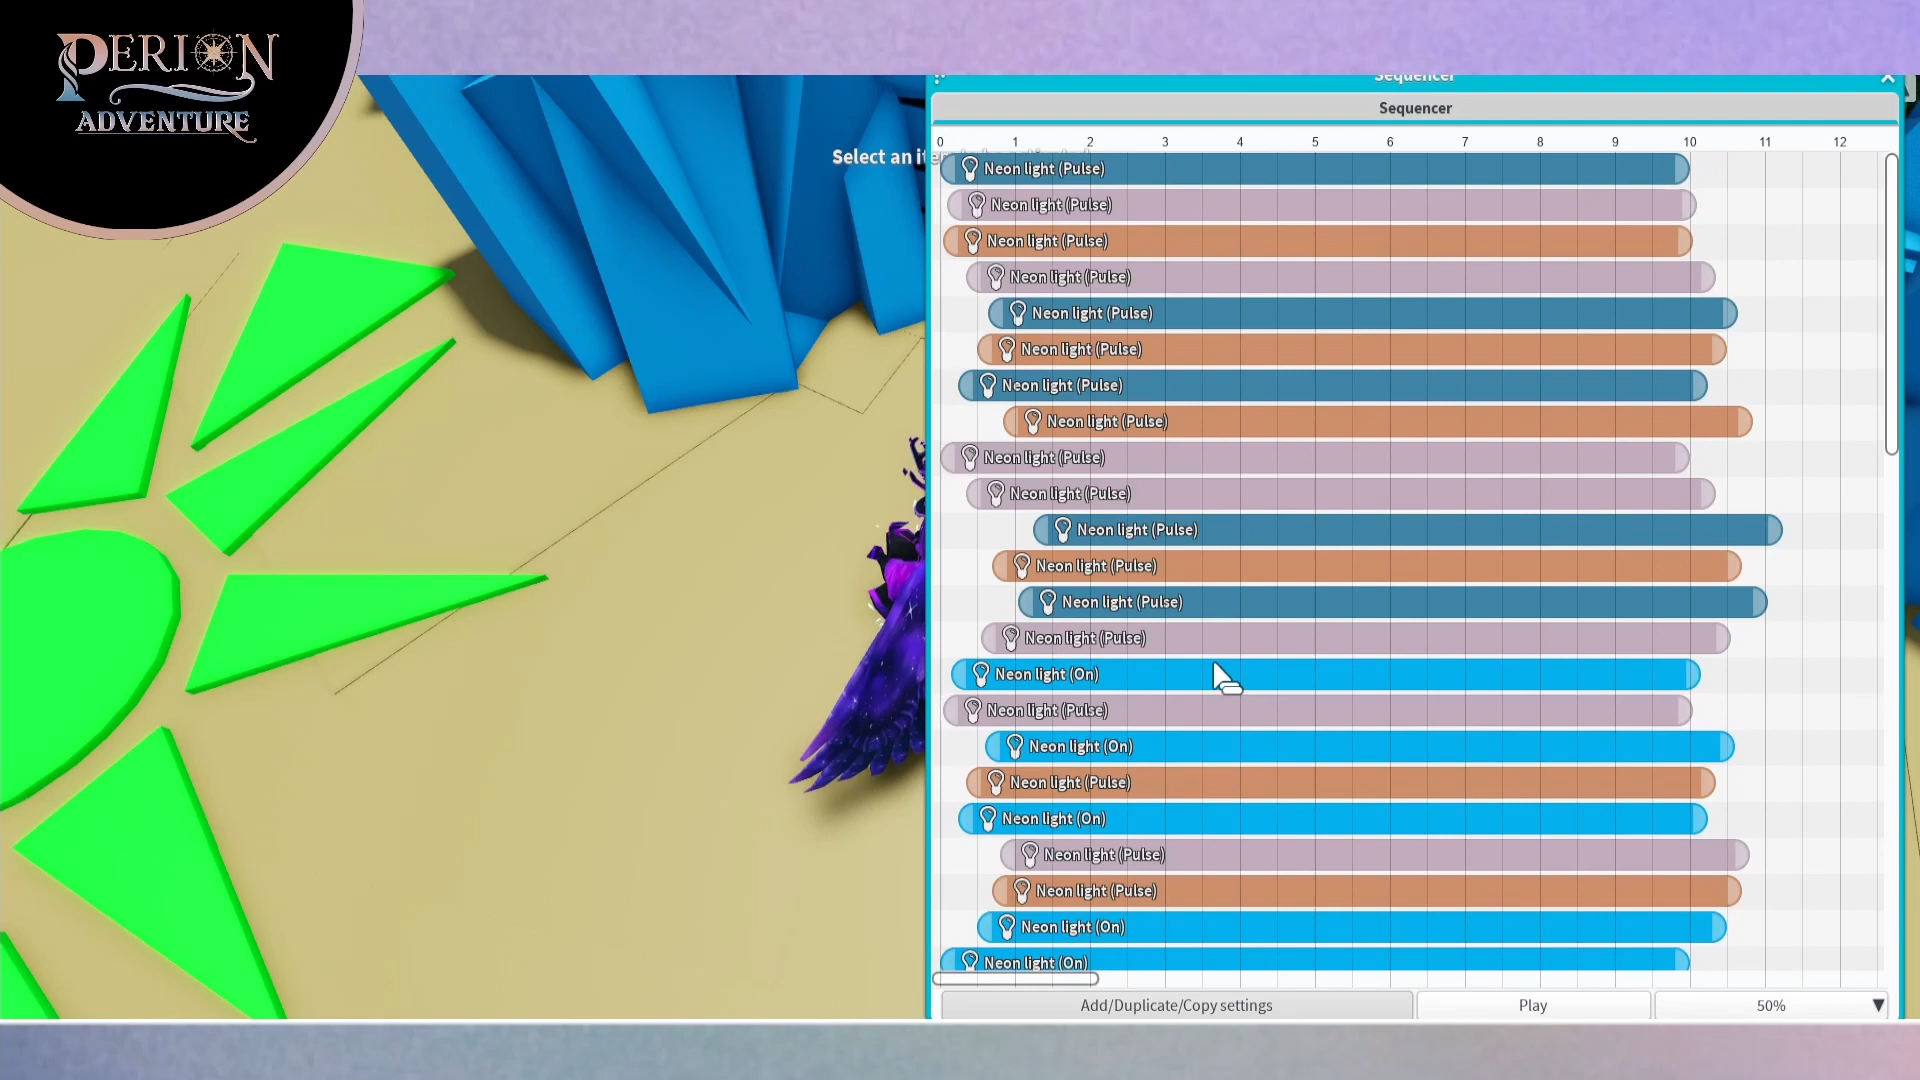 PERION
ADVENTURE
Sequencer
Sequencer
Select an it
0 1 2 3 4 5 6 7 8 9 10 11 12
Neon light (Pulse)
Neon light (Pulse)
Neon light (Pulse)
Neon light (Pulse)
Neon light (Pulse)
Neon light (Pulse)
Neon light (Pulse)
Neon light (Pulse)
Neon light (Pulse)
Neon light (Pulse)
Neon light (Pulse)
Neon light (Pulse)
Neon light (Pulse)
Neon light (Pulse)
Neon light (On)
Neon light (Pulse)
Neon light (On)
Neon light (Pulse)
Neon light (On)
Neon light (Pulse)
Neon light (Pulse)
Neon light (On)
Neon light (On)
Add/Duplicate/Copy settings
Play
50%